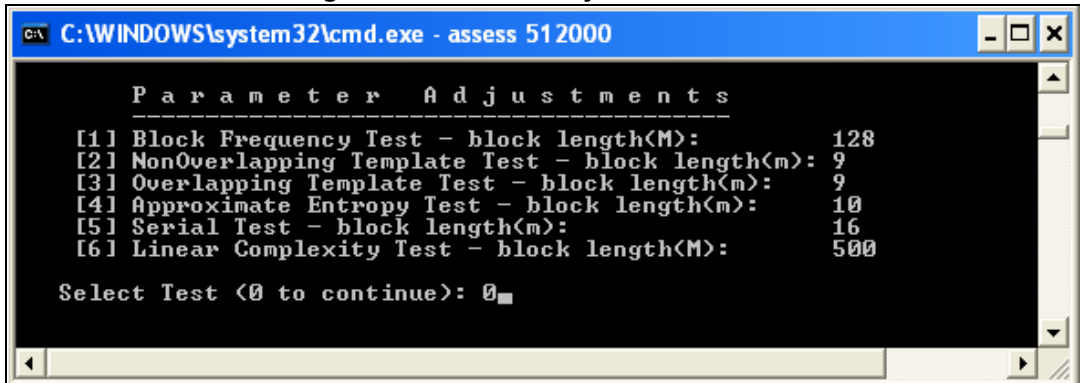 C:\WINDOWS\system32\cmd.exe - assess 512000
P a r a m e t e r   A d j u s t m e n t s
-----------------------------------------
[1] Block Frequency Test - block length(M): 128
[2] NonOverlapping Template Test - block length(m): 9
[3] Overlapping Template Test - block length(m): 9
[4] Approximate Entropy Test - block length(m): 10
[5] Serial Test - block length(m): 16
[6] Linear Complexity Test - block length(M): 500
Select Test (0 to continue): 0